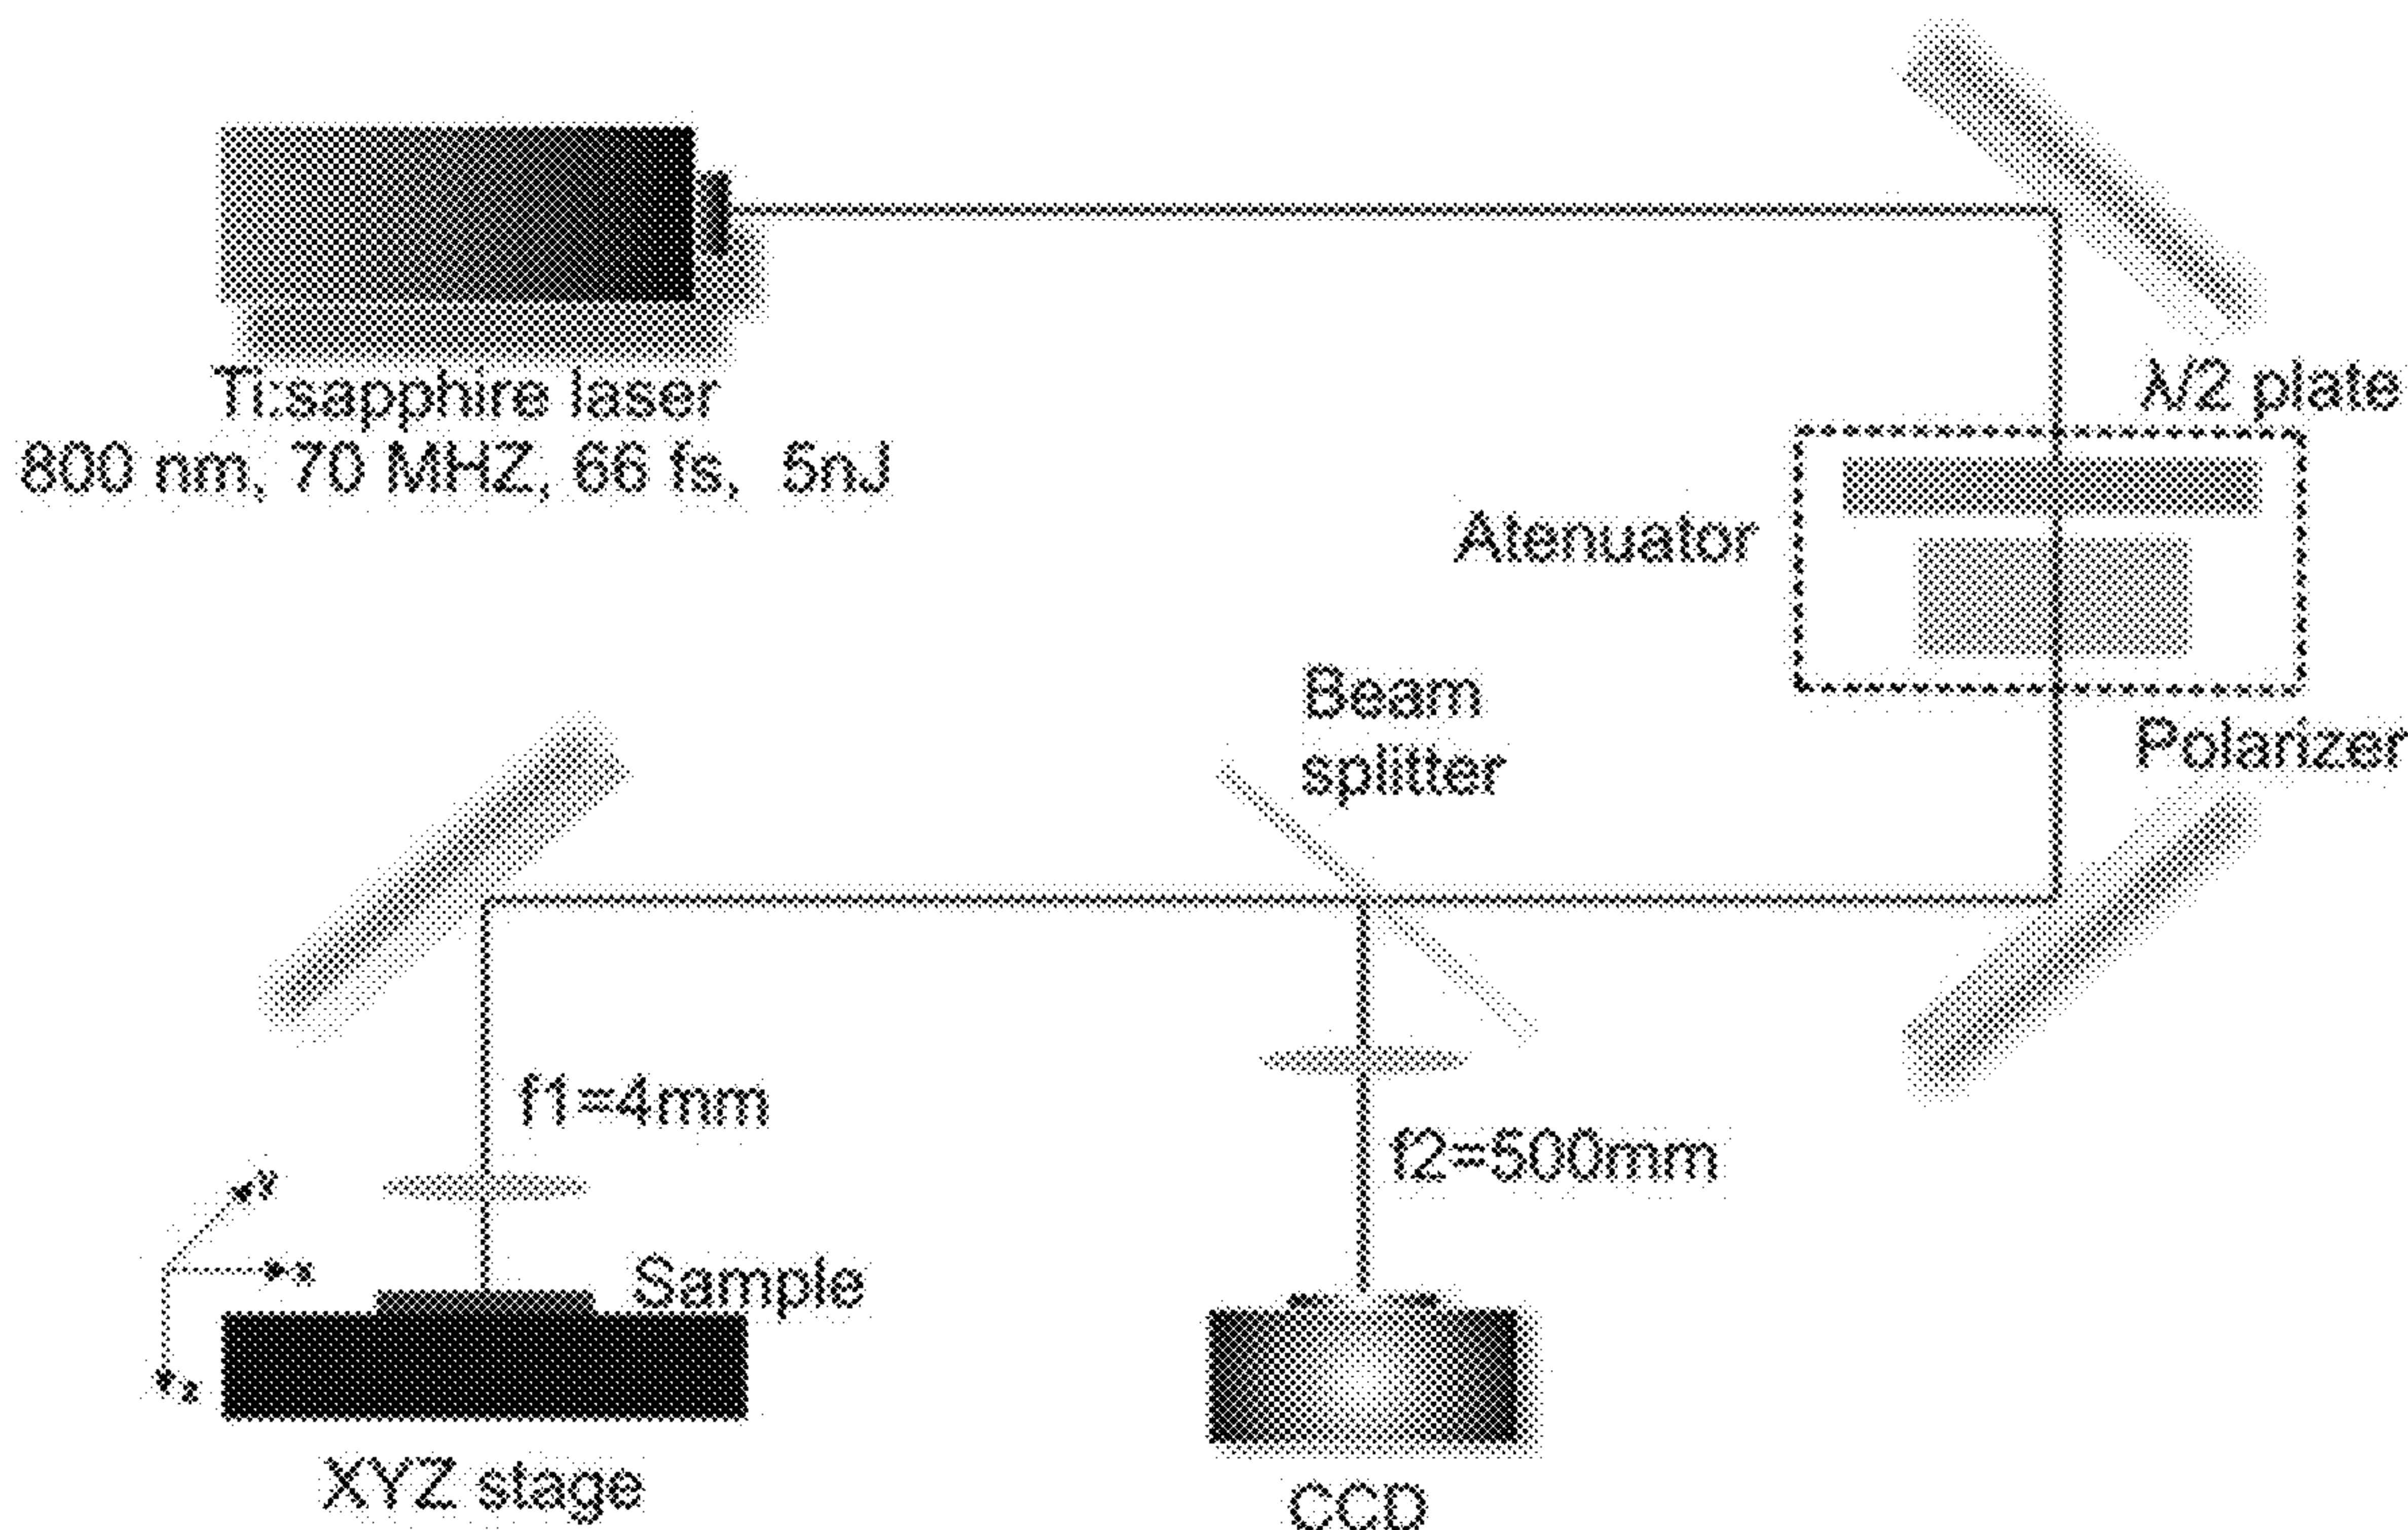 Ti:sapphire laser
800 nm, 70 MHZ, 66 fs, 5nJ
λ/2 plate
Atenuator
Polarizer
Beam
splitter
f1=4mm
f2=500mm
y
x
z
Sample
XYZ stage
CCD